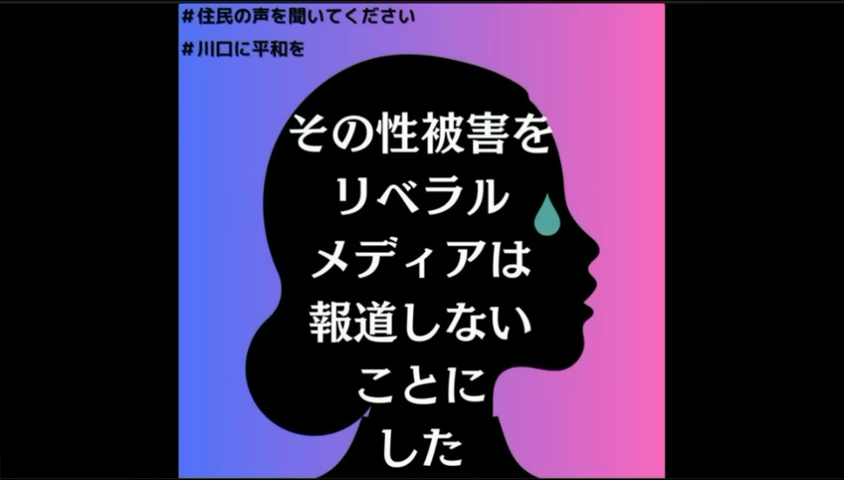 #住民の声を聞いてください
#川口に平和を
その性被害を
リベラル
メディアは
報道しない
ことに
した